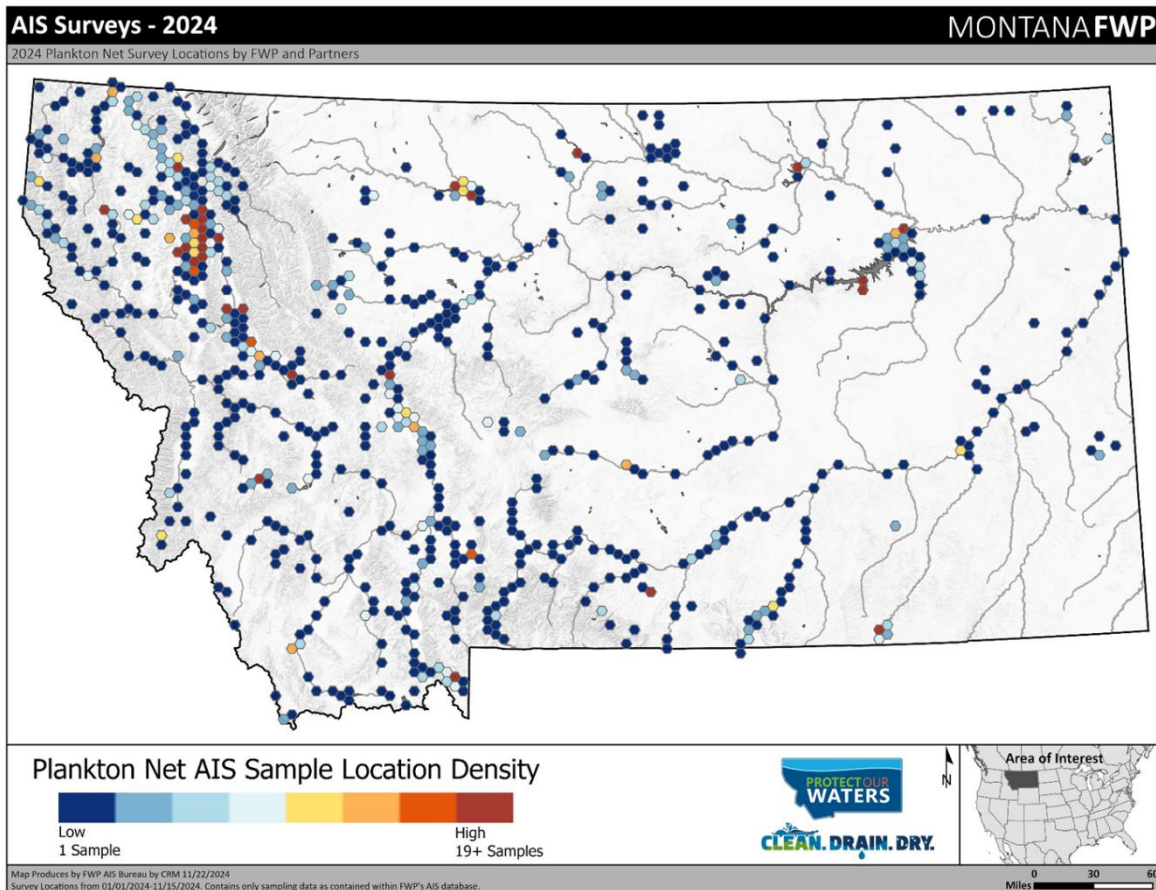 AIS Surveys - 2024
MONTANA FWP
2024 Plankton Net Survey Locations by FWP and Partners
Plankton Net AIS Sample Location Density
Low
1 Sample
High
19+ Samples
PROTECT OUR
WATERS
CLEAN. DRAIN. DRY.
N
Area of Interest
Map Produces by FWP AIS Bureau by CRM 11/22/2024
Survey Locations from 01/01/2024-11/15/2024. Contains only sampling data as contained within FWP's AIS database.
0 30 60
Miles